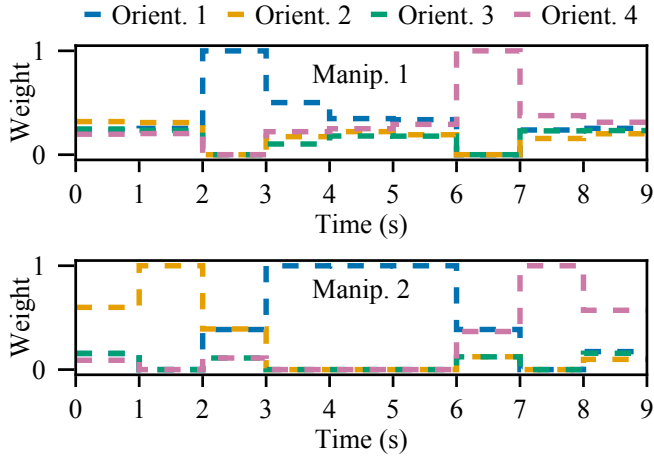 Orient. 1 Orient. 2 Orient. 3 Orient. 4
1
Manip. 1
Weight
0
0 1 2 3 4 5 6 7 8 9
Time (s)
1
Manip. 2
Weight
0
0 1 2 3 4 5 6 7 8 9
Time (s)